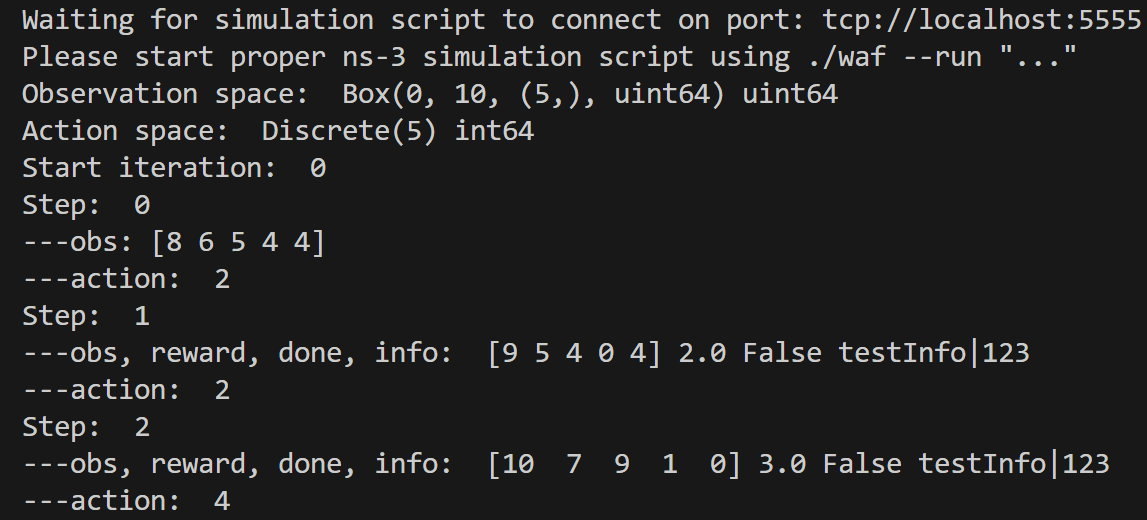 Waiting for simulation script to connect on port: tcp://localhost:5555
Please start proper ns-3 simulation script using ./waf --run "..."
Observation space:  Box(0, 10, (5,), uint64) uint64
Action space:  Discrete(5) int64
Start iteration:  0
Step:  0
---obs: [8 6 5 4 4]
---action:  2
Step:  1
---obs, reward, done, info:  [9 5 4 0 4] 2.0 False testInfo|123
---action:  2
Step:  2
---obs, reward, done, info:  [10  7  9  1  0] 3.0 False testInfo|123
---action:  4